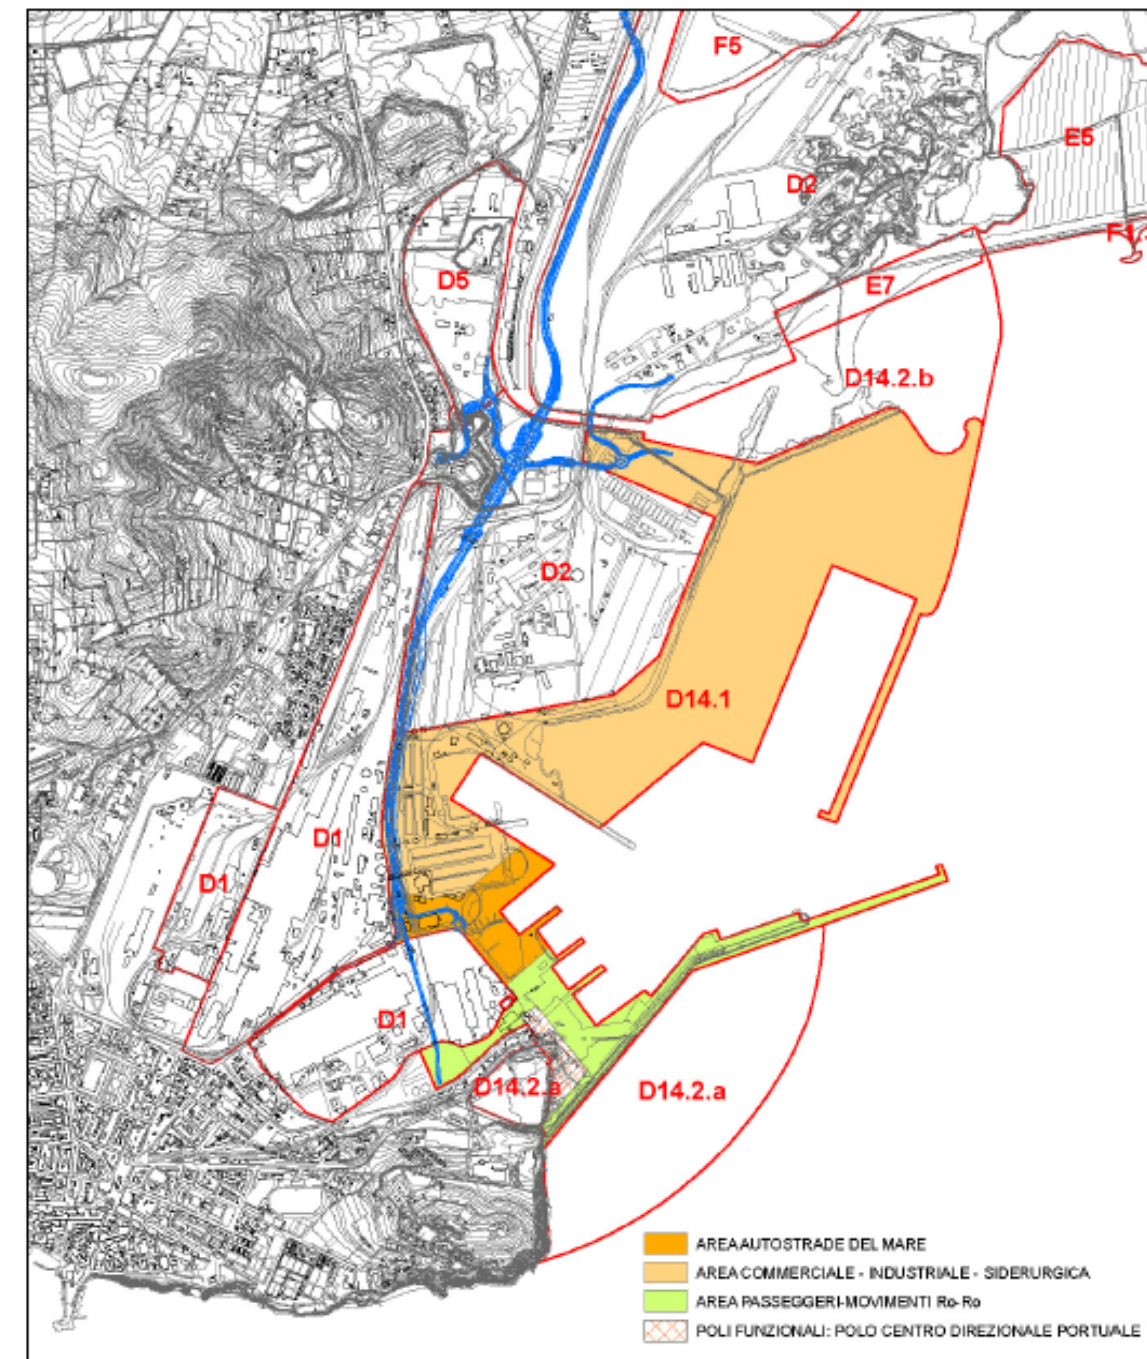 F5
E5
D2
F1
D5
E7
D14.2.b
D2
D14.1
D1
D1
D1
D14.2.a
D14.2.a
AREA AUTOSTRADE DEL MARE
AREA COMMERCIALE - INDUSTRIALE - SIDERURGICA
AREA PASSEGGERI-MOVIMENTI Ro-Ro
POLI FUNZIONALI: POLO CENTRO DIREZIONALE PORTUALE